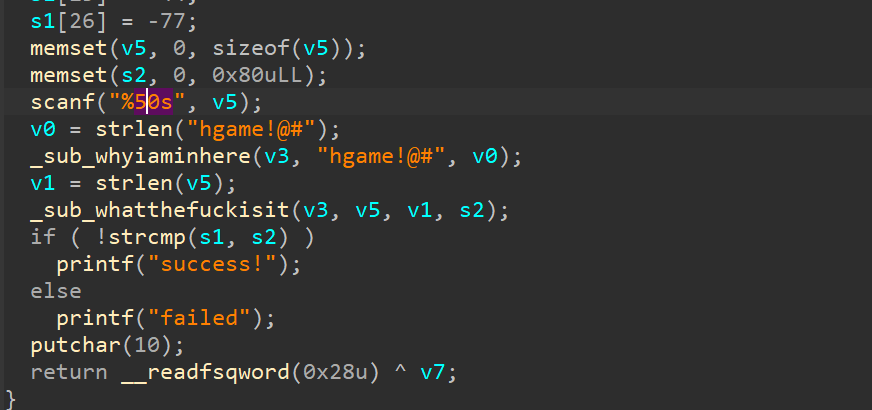 s1[26] = -77;
memset(v5, 0, sizeof(v5));
memset(s2, 0, 0x80uLL);
scanf("%50s", v5);
v0 = strlen("hgame!@#");
_sub_whyiaminhere(v3, "hgame!@#", v0);
v1 = strlen(v5);
_sub_whatthefuckisit(v3, v5, v1, s2);
if ( !strcmp(s1, s2) )
printf("success!");
else
printf("failed");
putchar(10);
return __readfsqword(0x28u) ^ v7;
}